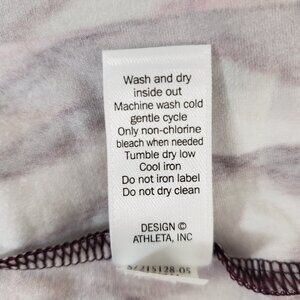 Wash and dry
inside out
Machine wash cold
gentle cycle
Only non-chlorine
bleach when needed
Tumble dry low
Cool iron
Do not iron label
Do not dry clean
DESIGN ©
ATHLETA, INC